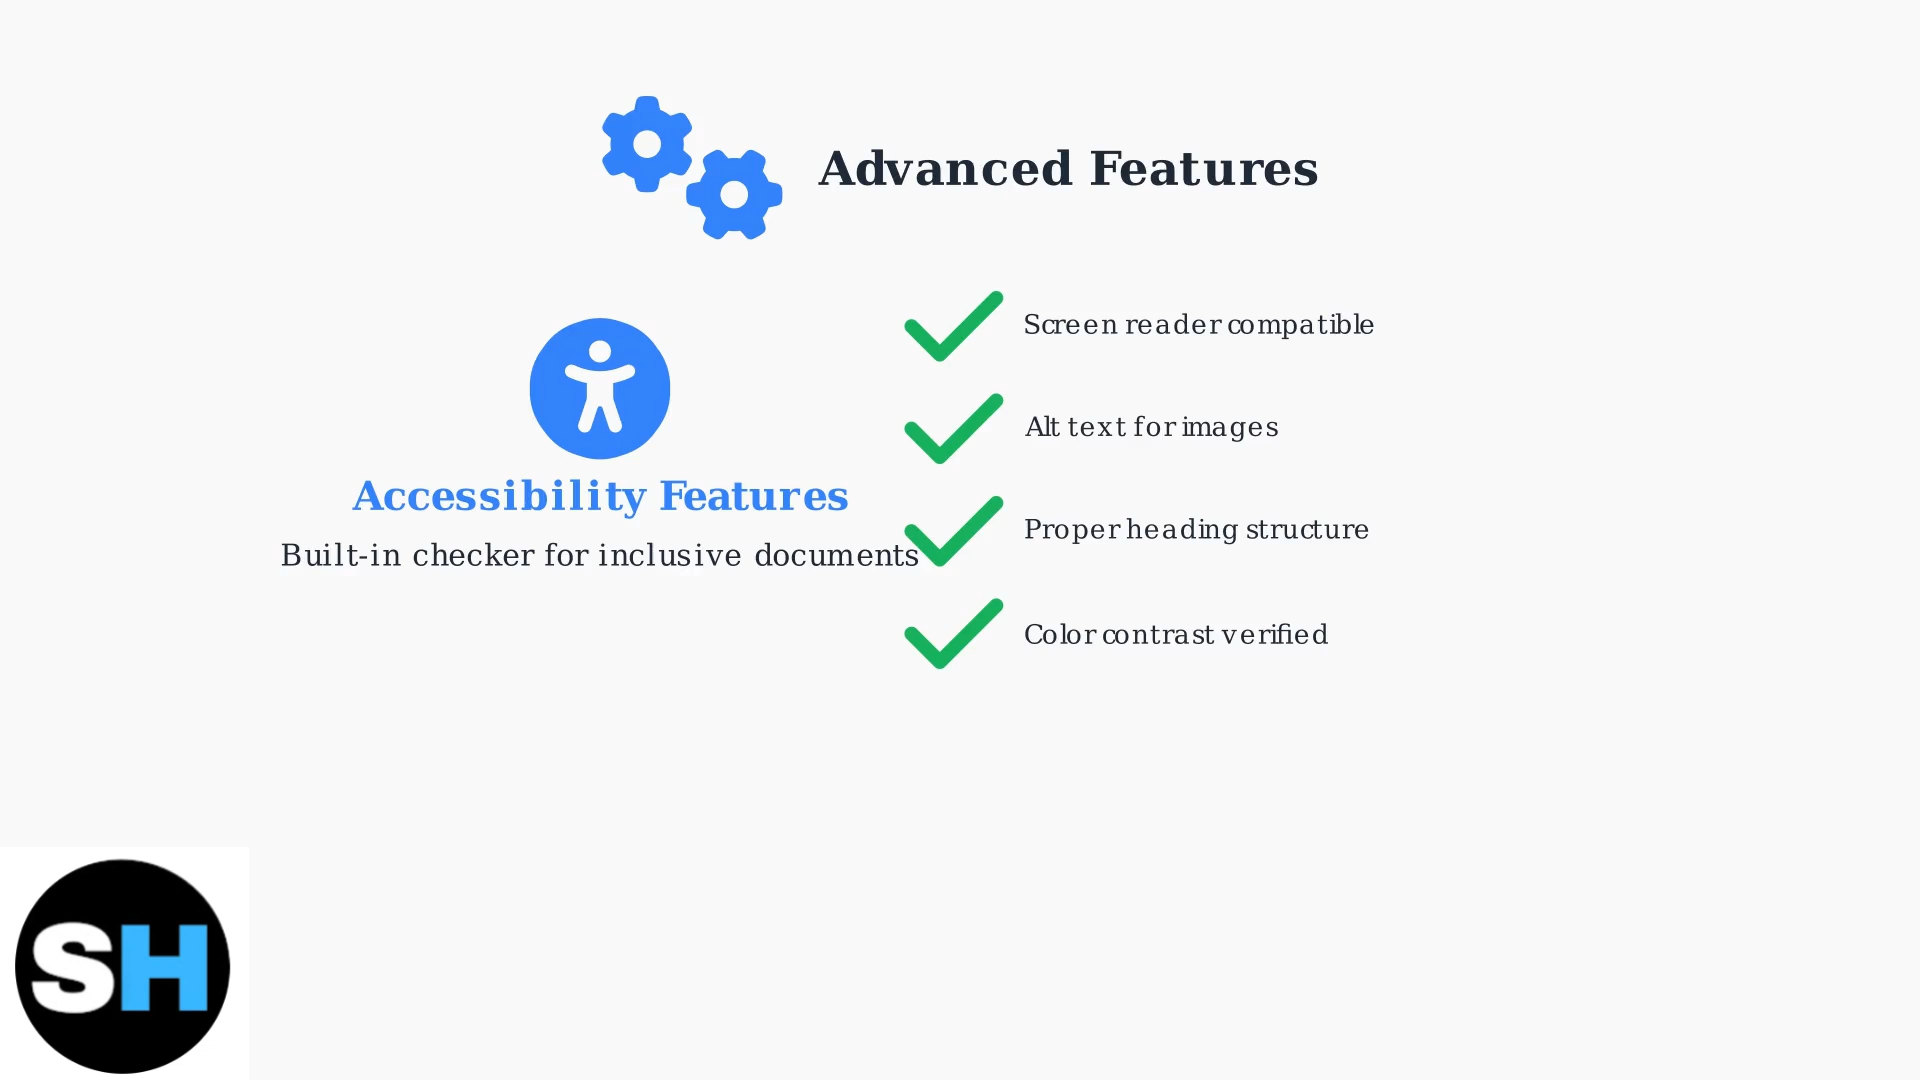 Advanced Features
Accessibility Features
Built-in checker for inclusive documents
Screen reader compatible
Alt text for images
Proper heading structure
Color contrast verified
SH